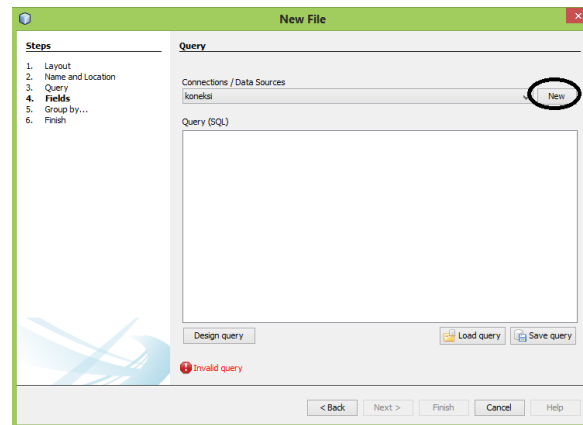 New File
Steps
1. Layout
2. Name and Location
3. Query
4. Fields
5. Group by...
6. Finish
Query
Connections / Data Sources
koneksi
New
Query (SQL)
Design query
Load query
Save query
Invalid query
< Back
Next >
Finish
Cancel
Help